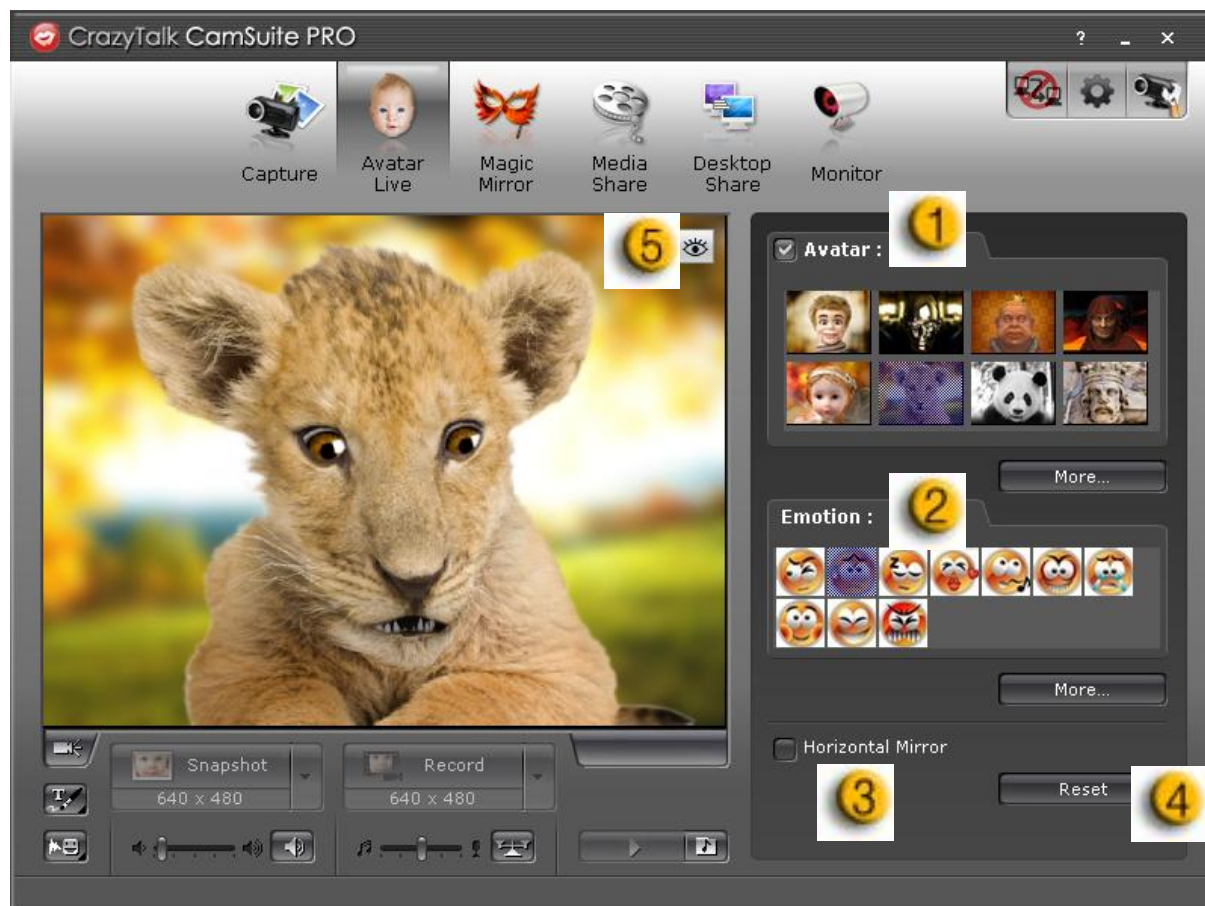 CrazyTalk CamSuite PRO
?
Capture
Avatar
Live
Magic
Mirror
Media
Share
Desktop
Share
Monitor
5
1
Avatar :
More...
2
Emotion :
More...
Horizontal Mirror
3
Reset
4
Snapshot
640 x 480
Record
640 x 480